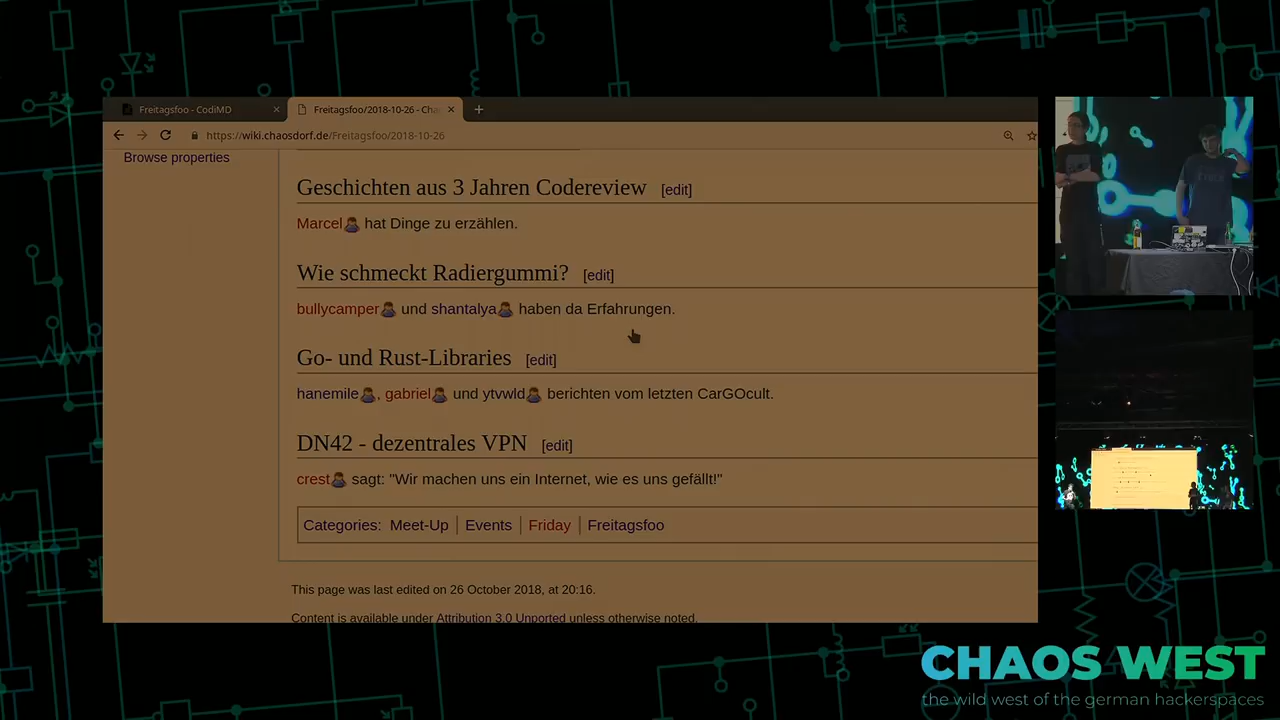 Freitagsfoo - CodiMD
Freitagsfoo/2018-10-26 - Cha
https://wiki.chaosdorf.de/Freitagsfoo/2018-10-26
Browse properties
Geschichten aus 3 Jahren Codereview [edit]
Marcel hat Dinge zu erzählen.
Wie schmeckt Radiergummi? [edit]
bullycamper und shantalya haben da Erfahrungen.
Go- und Rust-Libraries [edit]
hanemile, gabriel und ytvwld berichten vom letzten CarGOcult.
DN42 - dezentrales VPN [edit]
crest sagt: "Wir machen uns ein Internet, wie es uns gefällt!"
Categories: Meet-Up | Events | Friday | Freitagsfoo
This page was last edited on 26 October 2018, at 20:16.
Content is available under Attribution 3.0 Unported unless otherwise noted.
CHAOS WEST
the wild west of the german hackerspaces